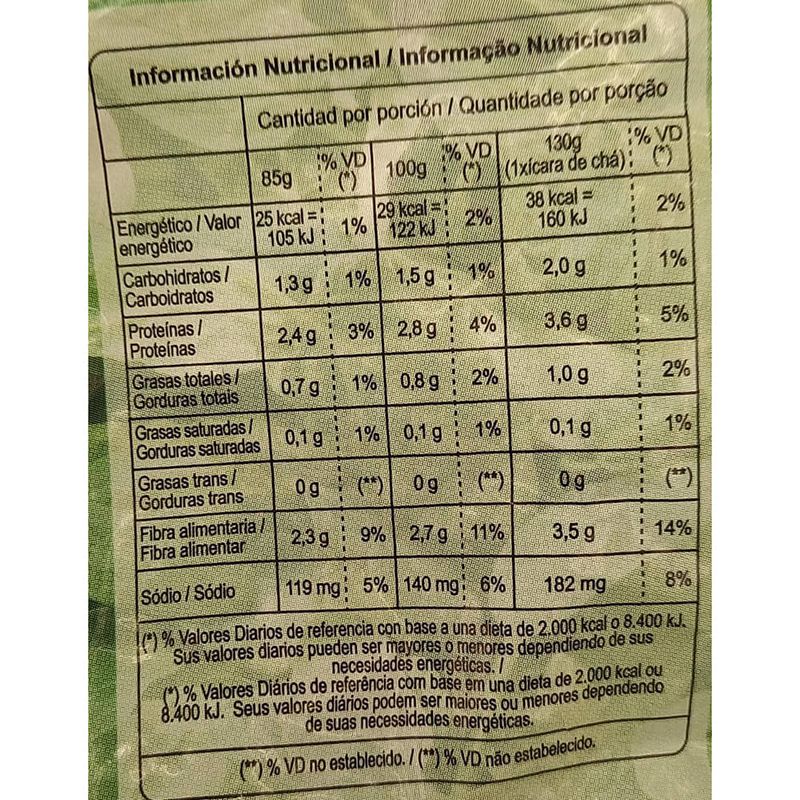 Información Nutricional / Informação Nutricional
Cantidad por porción / Quantidade por porção
85g % VD (*) 100g % VD (*) 130g (1xícara de chá) % VD (*)
Energético / Valor energético 25 kcal = 105 kJ 1% 29 kcal = 122 kJ 2% 38 kcal = 160 kJ 2%
Carbohidratos / Carboidratos 1,3 g 1% 1,5 g 1% 2,0 g 1%
Proteínas / Proteínas 2,4 g 3% 2,8 g 4% 3,6 g 5%
Grasas totales / Gorduras totais 0,7 g 1% 0,8 g 2% 1,0 g 2%
Grasas saturadas / Gorduras saturadas 0,1 g 1% 0,1 g 1% 0,1 g 1%
Grasas trans / Gorduras trans 0 g (**) 0 g (**) 0 g (**)
Fibra alimentaria / Fibra alimentar 2,3 g 9% 2,7 g 11% 3,5 g 14%
Sódio / Sódio 119 mg 5% 140 mg 6% 182 mg 8%
(*) % Valores Diarios de referencia con base a una dieta de 2.000 kcal o 8.400 kJ.
Sus valores diarios pueden ser mayores o menores dependiendo de sus
necesidades energéticas. /
(*) % Valores Diários de referência com base em una dieta de 2.000 kcal ou
8.400 kJ. Seus valores diários podem ser maiores ou menores dependendo
de suas necessidades energéticas.
(**) % VD no establecido. / (**) % VD não estabelecido.